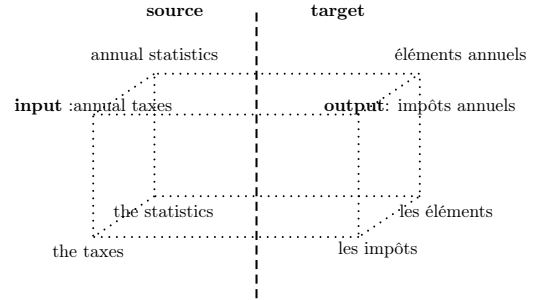 source target
annual statistics éléments annuels
input :annual taxes output: impôts annuels
the statistics les éléments
the taxes les impôts